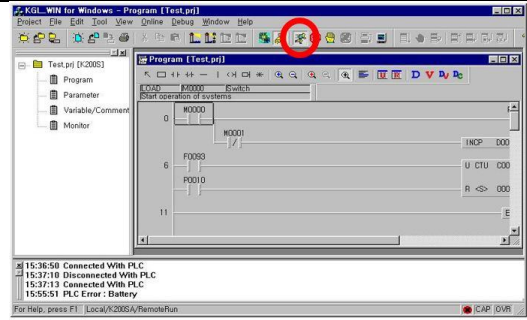 KGL_WIN for Windows - Program [Test.prj]
Project Edit Tool View Online Debug Window Help
Test.prj [K200S]
Program
Parameter
Variable/Comment
Monitor
Program [Test.prj]
U R D V
LOAD M0000 Switch
Start operation of systems
0 M0000
M0001
INCP D00
6 F0093
U CTU C00
P0010
R <S> 000
11
E
15:36:50 Connected With PLC
15:37:10 Disconnected With PLC
15:37:13 Connected With PLC
15:55:51 PLC Error : Battery
For Help, press F1 Local/K200SA/RemoteRun CAP OVR